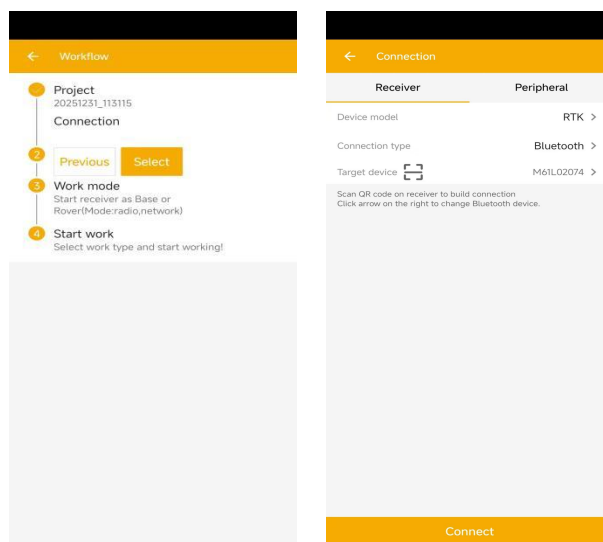 Workflow
Project
20251231_113115
Connection
2
Previous Select
3 Work mode
Start receiver as Base or
Rover(Mode:radio,network)
4 Start work
Select work type and start working!
Connection
Receiver Peripheral
Device model RTK >
Connection type Bluetooth >
Target device M61L02074 >
Scan QR code on receiver to build connection
Click arrow on the right to change Bluetooth device.
Connect